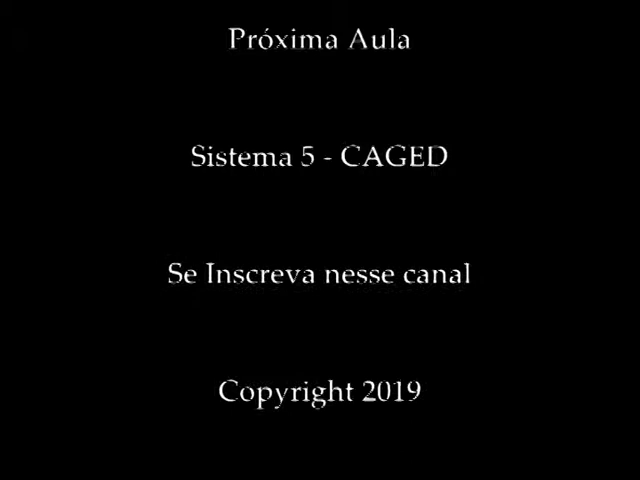 Próxima Aula
Sistema 5 - CAGED
Se Inscreva nesse canal
Copyright 2019